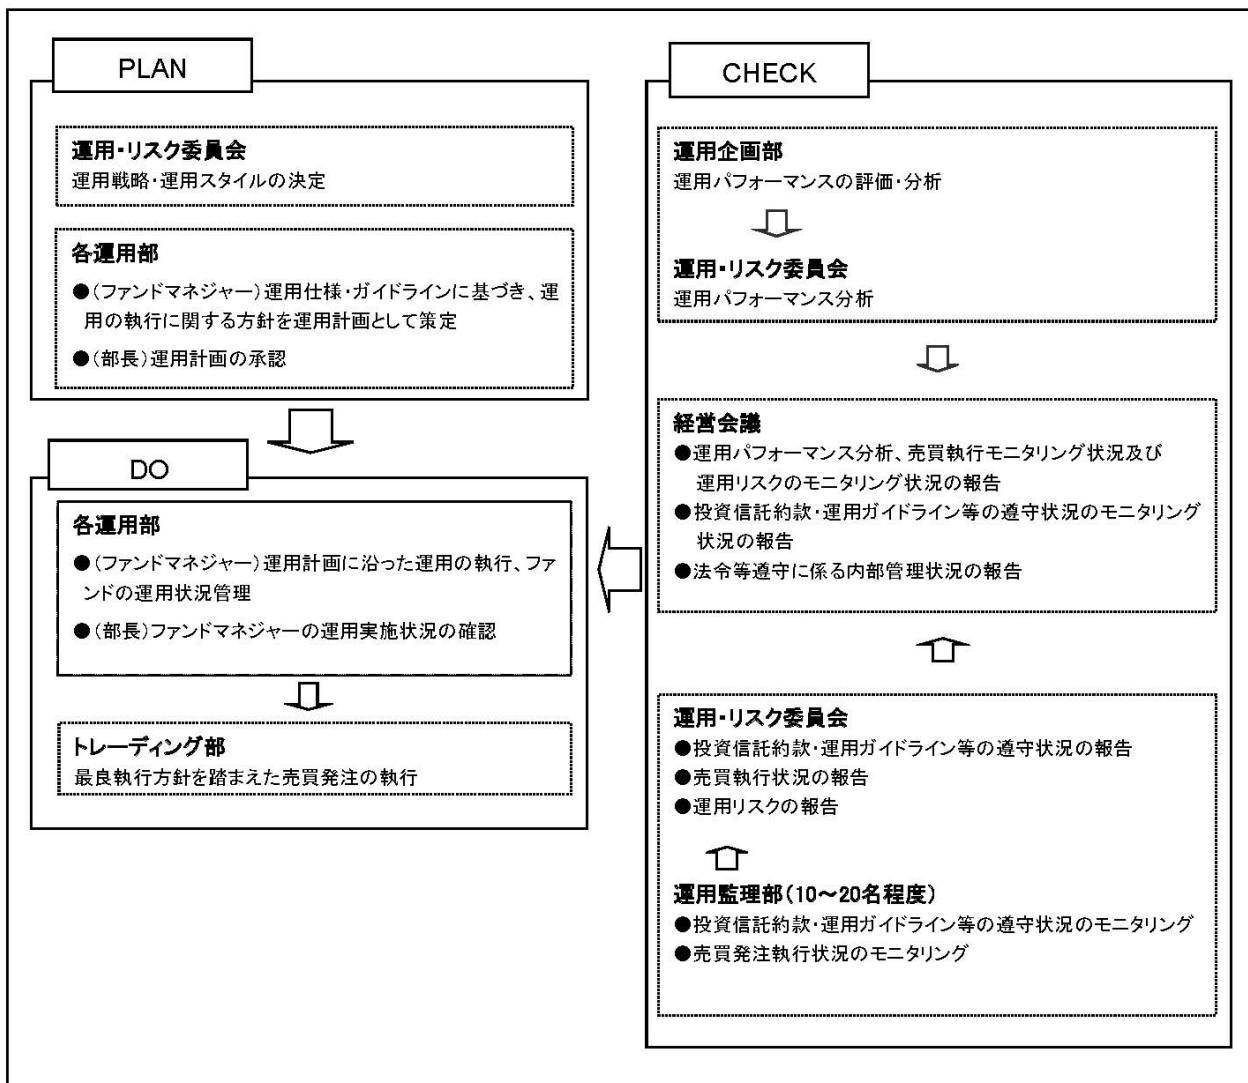 PLAN
運用・リスク委員会
運用戦略・運用スタイルの決定
各運用部
●(ファンドマネジャー)運用仕様・ガイドラインに基づき、運
用の執行に関する方針を運用計画として策定
●(部長)運用計画の承認
DO
各運用部
●(ファンドマネジャー)運用計画に沿った運用の執行、ファ
ンドの運用状況管理
●(部長)ファンドマネジャーの運用実施状況の確認
トレーディング部
最良執行方針を踏まえた売買発注の執行
CHECK
運用企画部
運用パフォーマンスの評価・分析
運用・リスク委員会
運用パフォーマンス分析
経営会議
●運用パフォーマンス分析、売買執行モニタリング状況及び
運用リスクのモニタリング状況の報告
●投資信託約款・運用ガイドライン等の遵守状況のモニタリング
状況の報告
●法令等遵守に係る内部管理状況の報告
運用・リスク委員会
●投資信託約款・運用ガイドライン等の遵守状況の報告
●売買執行状況の報告
●運用リスクの報告
運用監理部(10～20名程度)
●投資信託約款・運用ガイドライン等の遵守状況のモニタリング
●売買発注執行状況のモニタリング